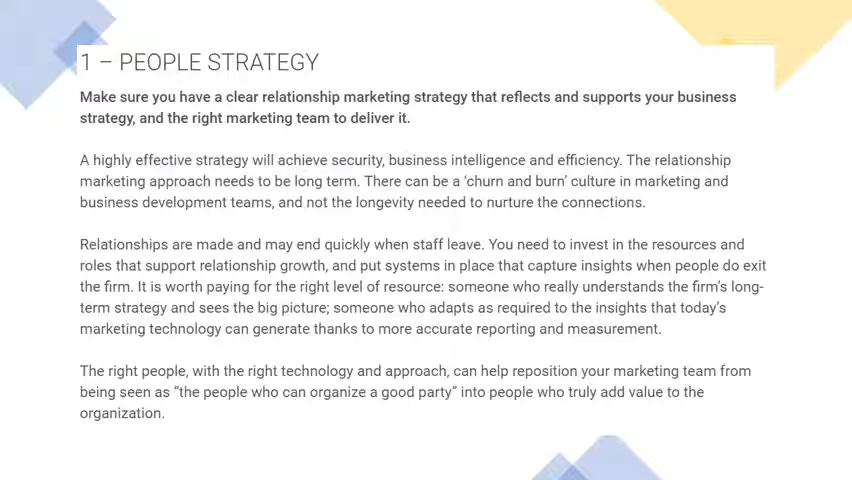 1 – PEOPLE STRATEGY
Make sure you have a clear relationship marketing strategy that reflects and supports your business
strategy, and the right marketing team to deliver it.
A highly effective strategy will achieve security, business intelligence and efficiency. The relationship
marketing approach needs to be long term. There can be a ‘churn and burn’ culture in marketing and
business development teams, and not the longevity needed to nurture the connections.
Relationships are made and may end quickly when staff leave. You need to invest in the resources and
roles that support relationship growth, and put systems in place that capture insights when people do exit
the firm. It is worth paying for the right level of resource: someone who really understands the firm’s long-
term strategy and sees the big picture; someone who adapts as required to the insights that today’s
marketing technology can generate thanks to more accurate reporting and measurement.
The right people, with the right technology and approach, can help reposition your marketing team from
being seen as “the people who can organize a good party” into people who truly add value to the
organization.